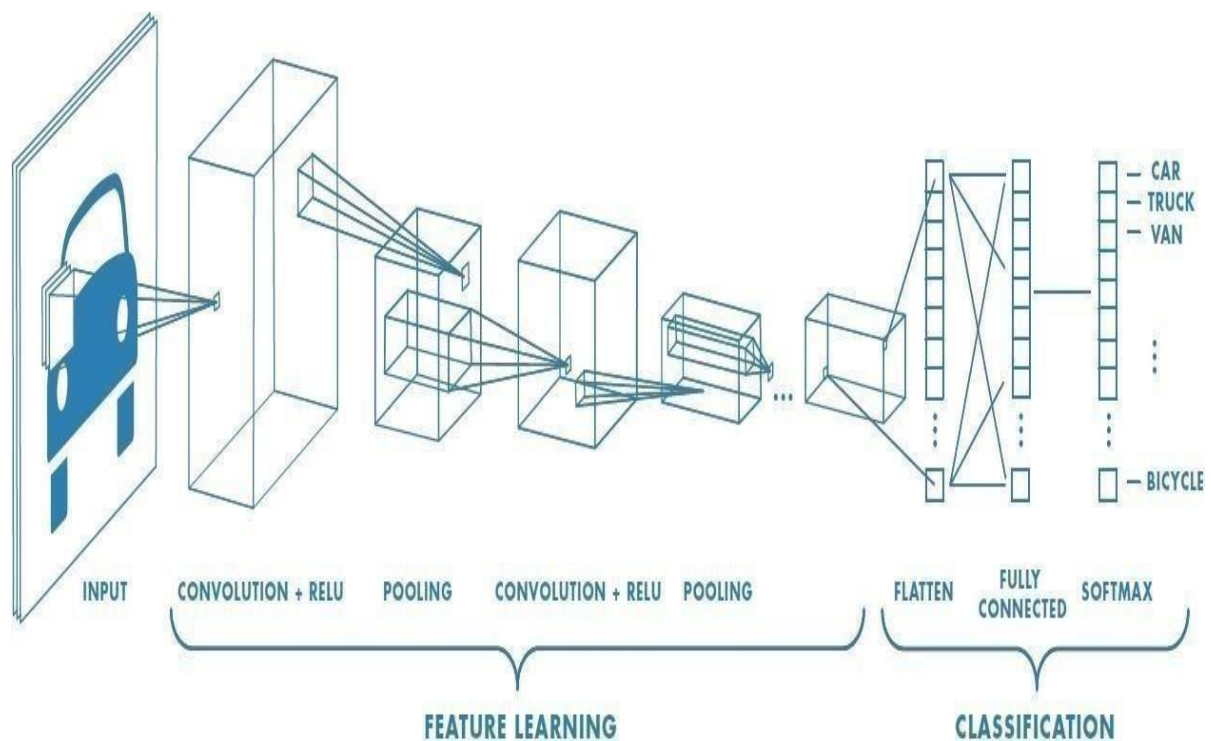 CAR
TRUCK
VAN
BICYCLE
INPUT
CONVOLUTION + RELU
POOLING
CONVOLUTION + RELU
POOLING
FLATTEN
FULLY
CONNECTED
SOFTMAX
FEATURE LEARNING
CLASSIFICATION